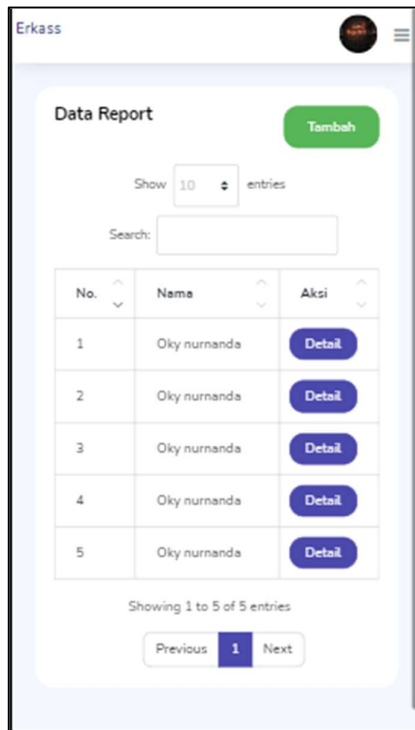 Erkass
Data Report
Tambah
Show 10 entries
Search:
No. Nama Aksi
1 Oky nurnanda Detail
2 Oky nurnanda Detail
3 Oky nurnanda Detail
4 Oky nurnanda Detail
5 Oky nurnanda Detail
Showing 1 to 5 of 5 entries
Previous 1 Next